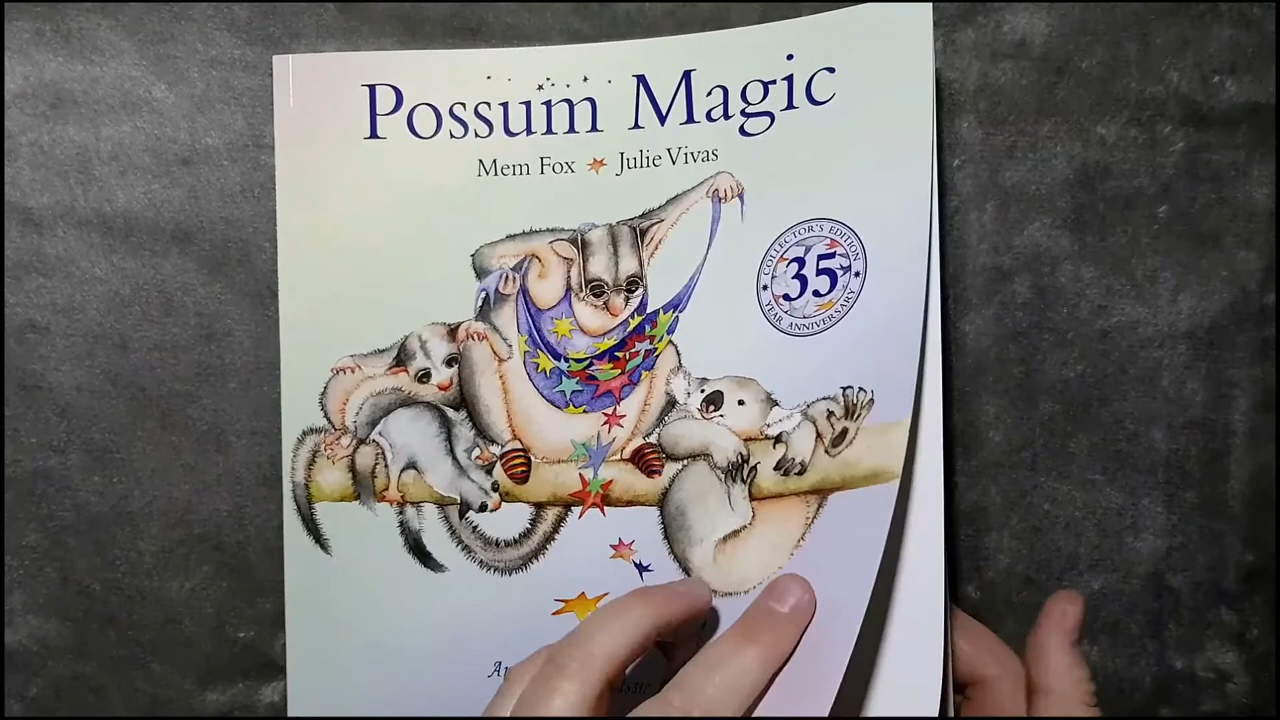 Possum Magic
Mem Fox Julie Vivas
COLLECTOR'S EDITION
35
YEAR ANNIVERSARY